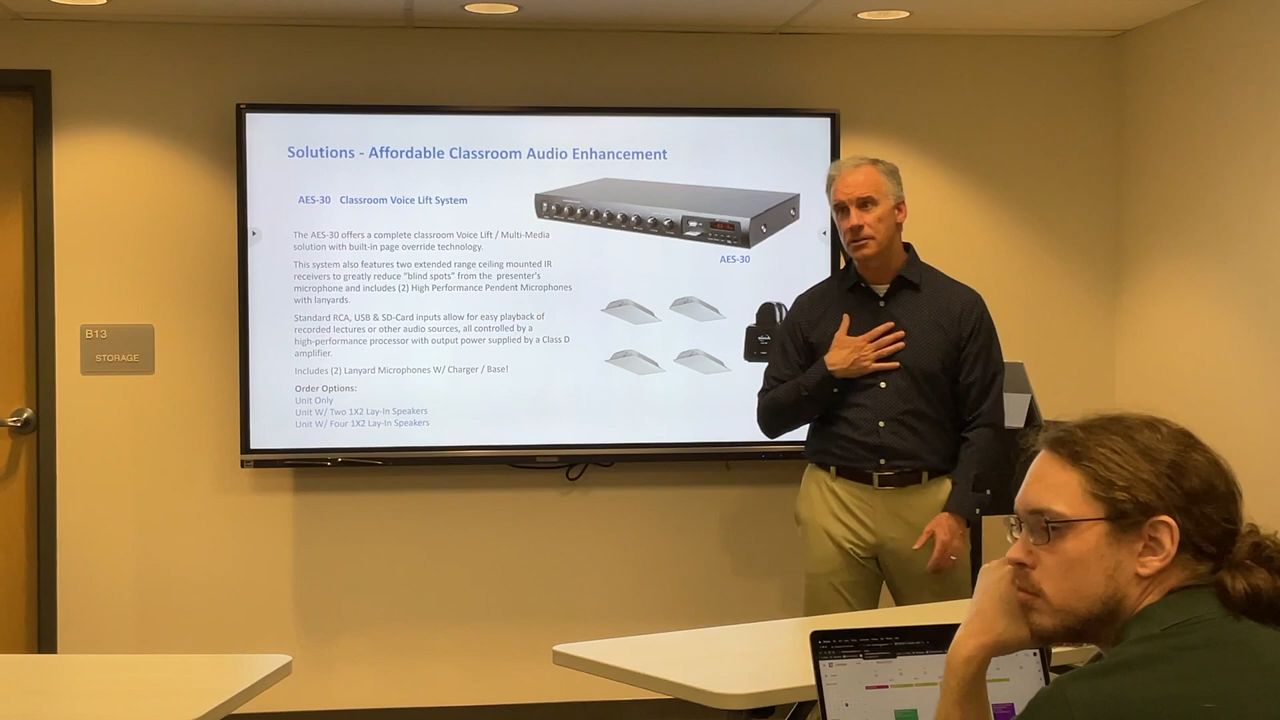 Solutions - Affordable Classroom Audio Enhancement
AES-30 Classroom Voice Lift System
The AES-30 offers a complete classroom Voice Lift / Multi-Media
solution with built-in page override technology.
This system also features two extended range ceiling mounted IR
receivers to greatly reduce "blind spots" from the presenter's
microphone and includes (2) High Performance Pendent Microphones
with lanyards.
Standard RCA, USB & SD-Card inputs allow for easy playback of
recorded lectures or other audio sources, all controlled by a
high-performance processor with output power supplied by a Class D
amplifier.
Includes (2) Lanyard Microphones W/ Charger / Base!
Order Options:
Unit Only
Unit W/ Two 1X2 Lay-In Speakers
Unit W/ Four 1X2 Lay-In Speakers
AES-30
B13
STORAGE